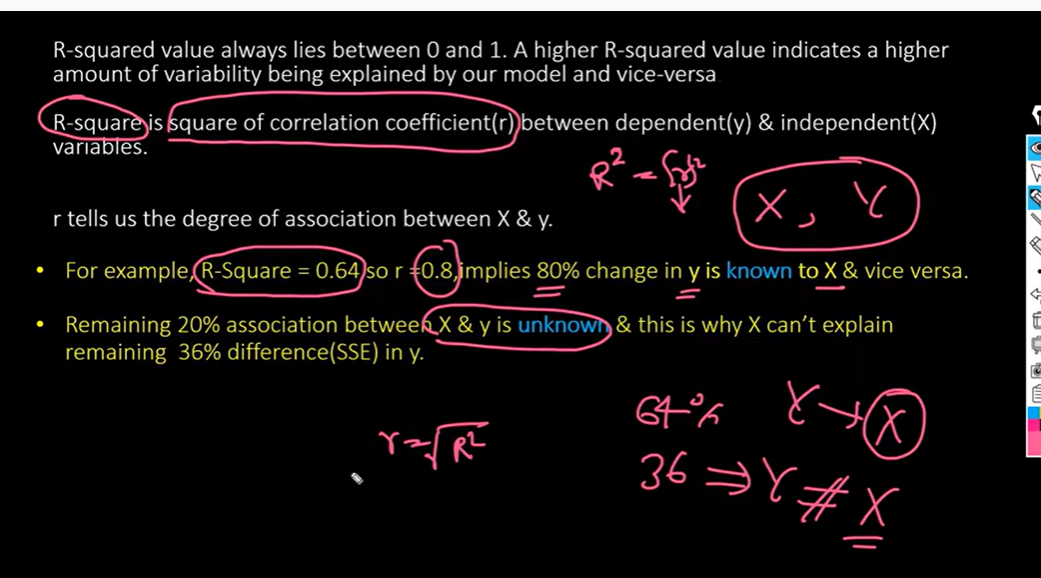 R-squared value always lies between 0 and 1. A higher R-squared value indicates a higher
amount of variability being explained by our model and vice-versa
R-square is square of correlation coefficient(r) between dependent(y) & independent(X)
variables.
R² = (r)²
X, Y
r tells us the degree of association between X & y.
• For example, R-Square = 0.64 so r =0.8,implies 80% change in y is known to X & vice versa.
• Remaining 20% association between X & y is unknown & this is why X can't explain
remaining 36% difference(SSE) in y.
64% Y → X
r = √R²
36 ⇒ Y # X